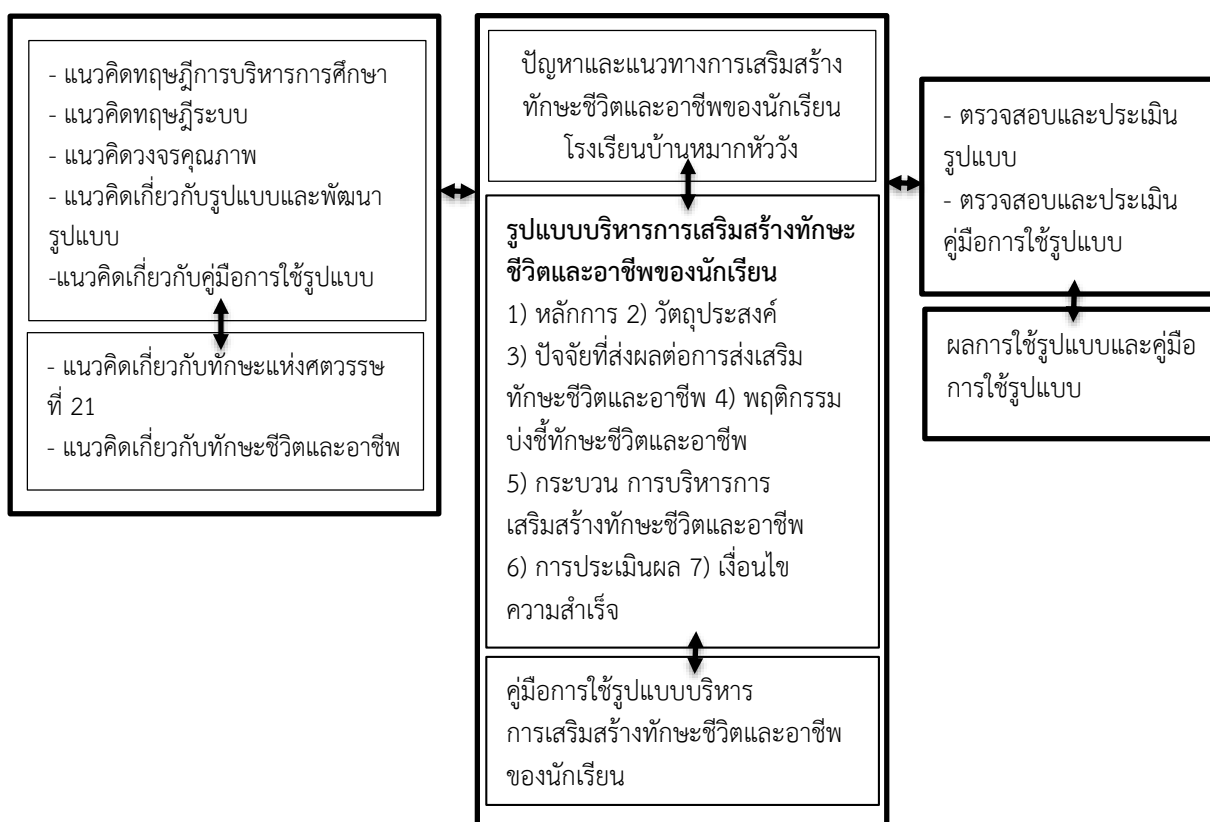 - แนวคิดทฤษฎีการบริหารการศึกษา
- แนวคิดทฤษฎีระบบ
- แนวคิดวงจรคุณภาพ
- แนวคิดเกี่ยวกับรูปแบบและพัฒนา
รูปแบบ
-แนวคิดเกี่ยวกับคู่มือการใช้รูปแบบ
- แนวคิดเกี่ยวกับทักษะแห่งศตวรรษ
ที่ 21
- แนวคิดเกี่ยวกับทักษะชีวิตและอาชีพ
ปัญหาและแนวทางการเสริมสร้าง
ทักษะชีวิตและอาชีพของนักเรียน
โรงเรียนบ้านหมากหัววัง
รูปแบบบริหารการเสริมสร้างทักษะ
ชีวิตและอาชีพของนักเรียน
1) หลักการ 2) วัตถุประสงค์
3) ปัจจัยที่ส่งผลต่อการส่งเสริม
ทักษะชีวิตและอาชีพ 4) พฤติกรรม
บ่งชี้ทักษะชีวิตและอาชีพ
5) กระบวน การบริหารการ
เสริมสร้างทักษะชีวิตและอาชีพ
6) การประเมินผล 7) เงื่อนไข
ความสำเร็จ
คู่มือการใช้รูปแบบบริหาร
การเสริมสร้างทักษะชีวิตและอาชีพ
ของนักเรียน
- ตรวจสอบและประเมิน
รูปแบบ
- ตรวจสอบและประเมิน
คู่มือการใช้รูปแบบ
ผลการใช้รูปแบบและคู่มือ
การใช้รูปแบบ